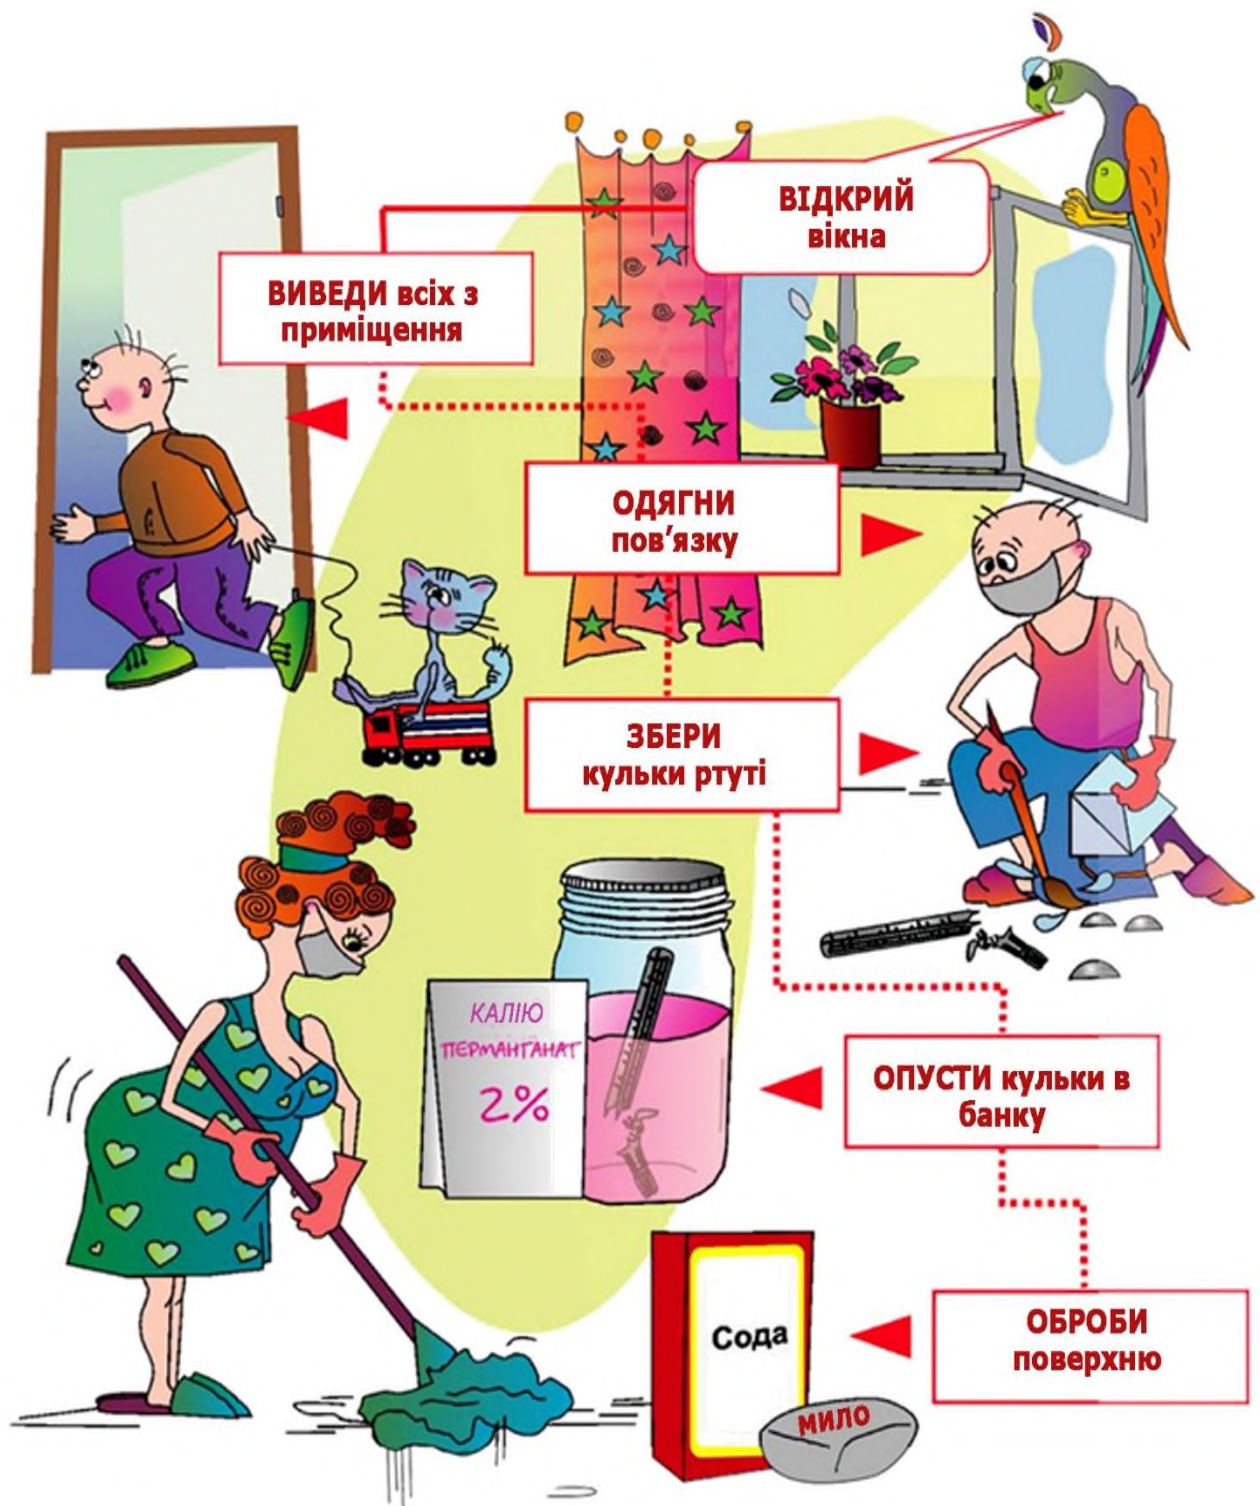 ВІДКРИЙ
вікна
ВИВЕДИ всіх з
приміщення
ОДЯГНИ
пов’язку
ЗБЕРИ
кульки ртуті
КАЛІЮ
ПЕРМАНГАНАТ
2%
ОПУСТИ кульки в
банку
ОБРОБИ
поверхню
Сода
МИЛО